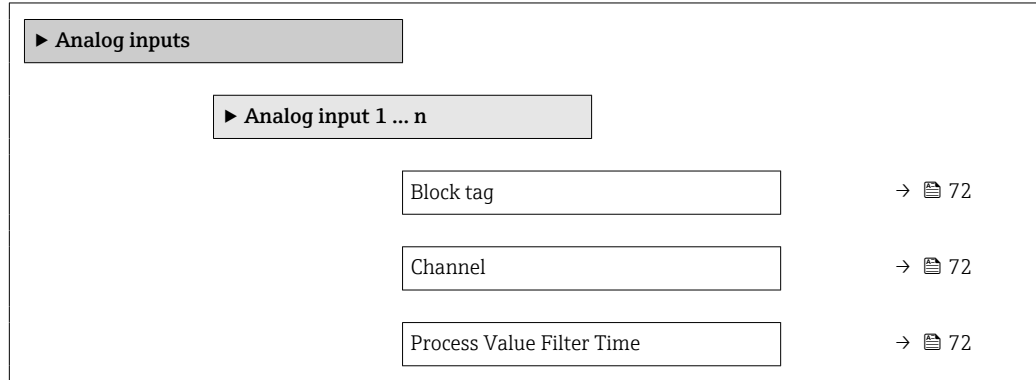 ▶ Analog inputs
▶ Analog input 1 ... n
Block tag → 72
Channel → 72
Process Value Filter Time → 72